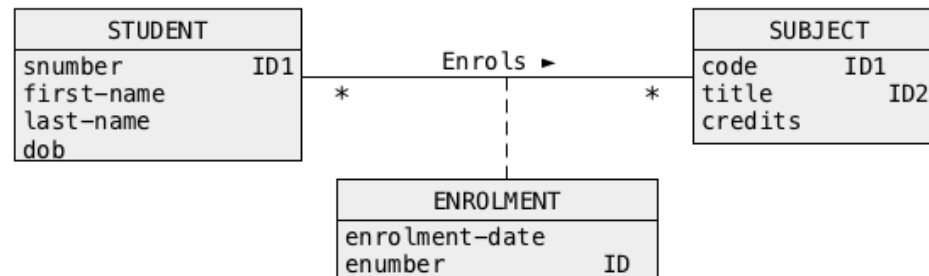 STUDENT
snumber ID1
first-name
last-name
dob
Enrols ►
* *
SUBJECT
code ID1
title ID2
credits
ENROLMENT
enrolment-date
enumber ID